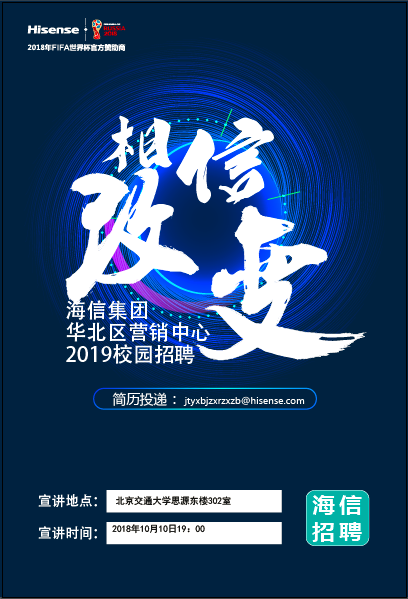 Hisense
2018年FIFA世界杯官方赞助商
相信
改变
海信集团
华北区营销中心
2019校园招聘
简历投递：jtyxbjzxrzxzb@hisense.com
宣讲地点： 北京交通大学思源东楼302室
宣讲时间： 2018年10月10日19：00
海信
招聘